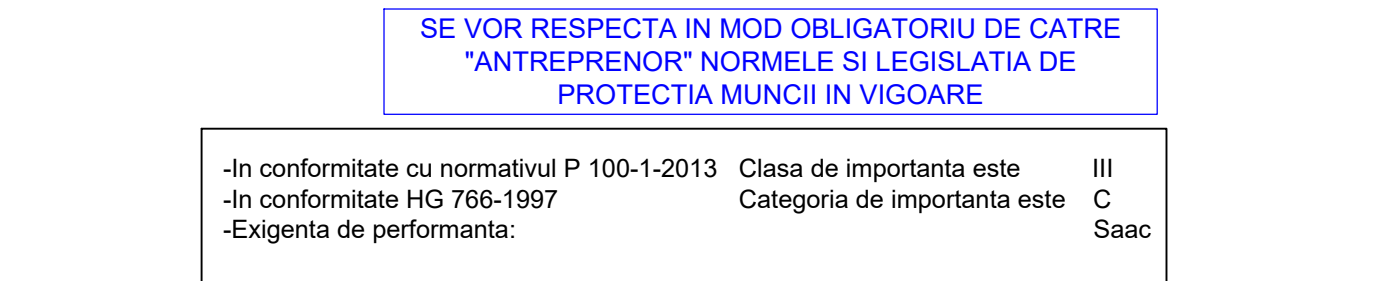 SE VOR RESPECTA IN MOD OBLIGATORIU DE CATRE
"ANTREPRENOR" NORMELE SI LEGISLATIA DE
PROTECTIA MUNCII IN VIGOARE
-In conformitate cu normativul P 100-1-2013 Clasa de importanta este III
-In conformitate HG 766-1997 Categoria de importanta este C
-Exigenta de performanta: Saac